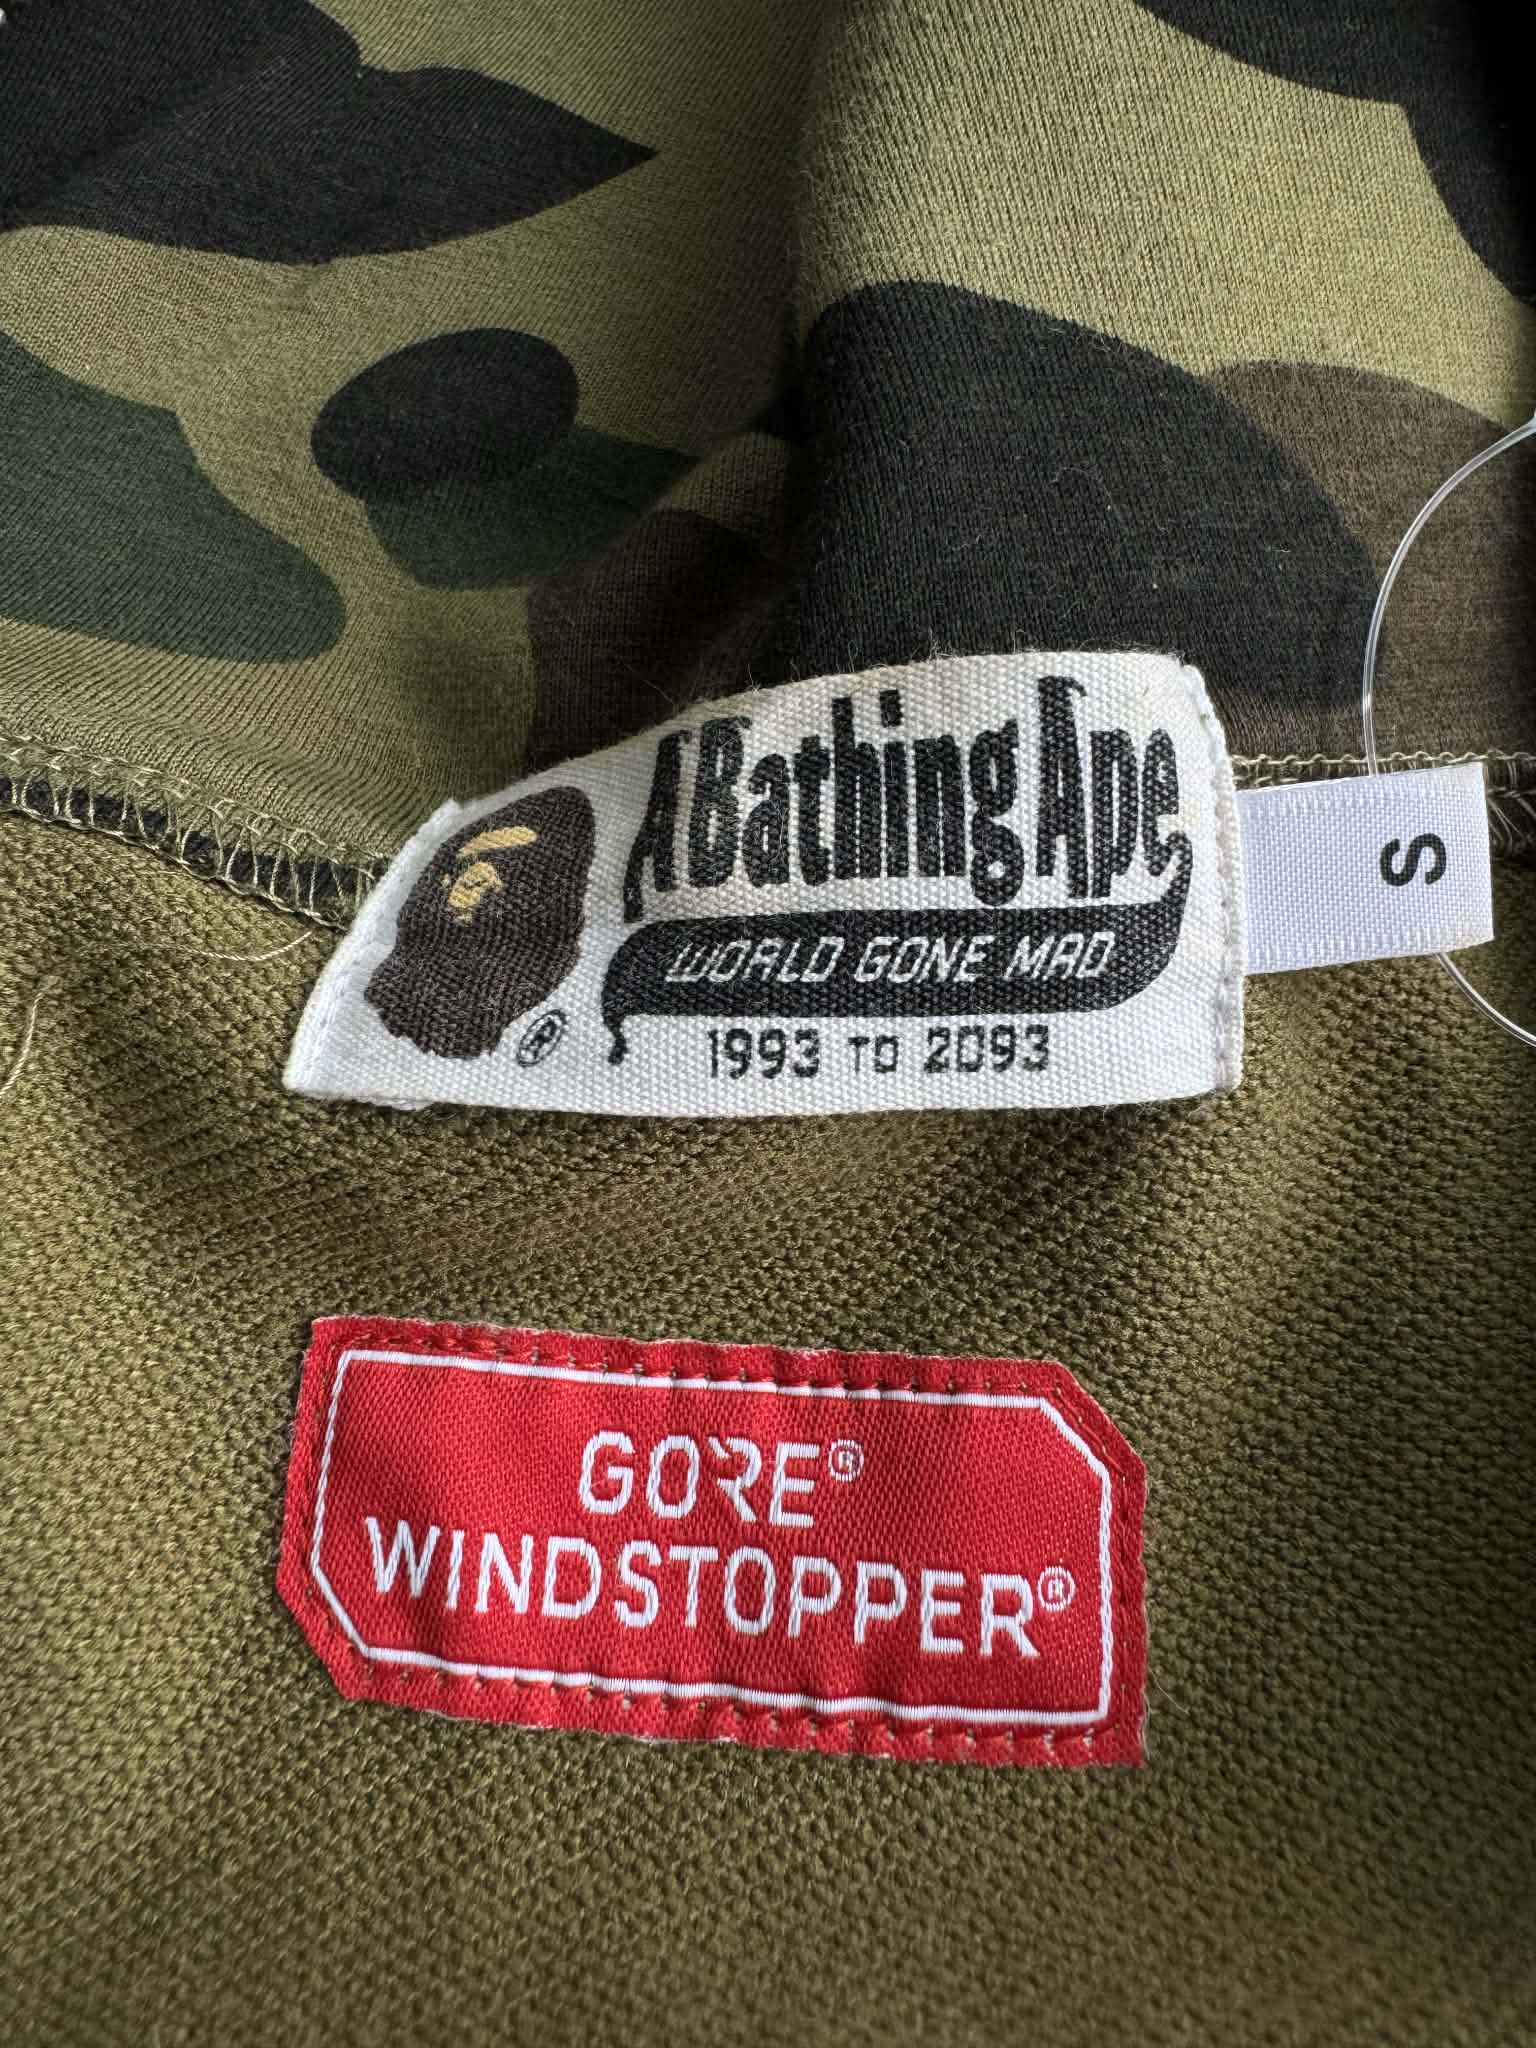 A Bathing Ape
WORLD GONE MAD
®
1993 TO 2093
S
GORE®
WINDSTOPPER®